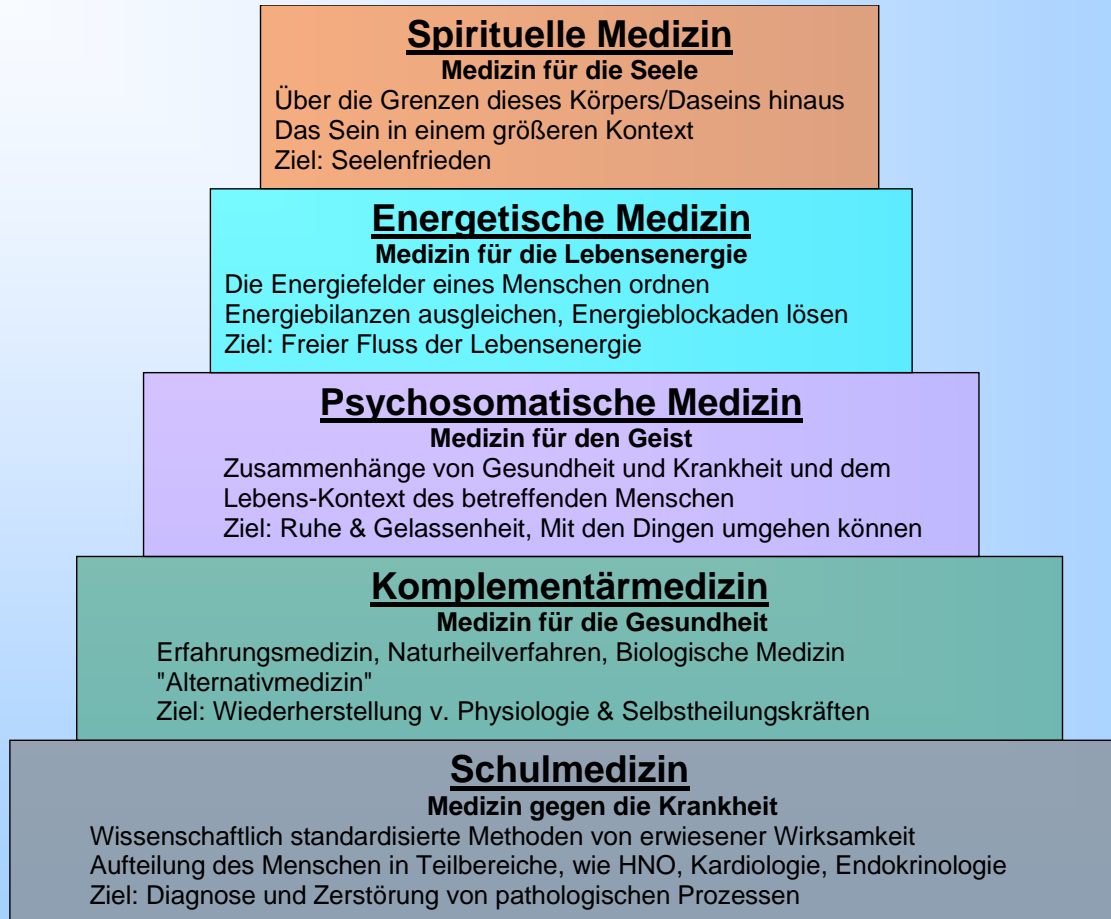 Spirituelle Medizin
Medizin für die Seele
Über die Grenzen dieses Körpers/Daseins hinaus
Das Sein in einem größeren Kontext
Ziel: Seelenfrieden
Energetische Medizin
Medizin für die Lebensenergie
Die Energiefelder eines Menschen ordnen
Energiebilanzen ausgleichen, Energieblockaden lösen
Ziel: Freier Fluss der Lebensenergie
Psychosomatische Medizin
Medizin für den Geist
Zusammenhänge von Gesundheit und Krankheit und dem
Lebens-Kontext des betreffenden Menschen
Ziel: Ruhe & Gelassenheit, Mit den Dingen umgehen können
Komplementärmedizin
Medizin für die Gesundheit
Erfahrungsmedizin, Naturheilverfahren, Biologische Medizin
"Alternativmedizin"
Ziel: Wiederherstellung v. Physiologie & Selbstheilungskräften
Schulmedizin
Medizin gegen die Krankheit
Wissenschaftlich standardisierte Methoden von erwiesener Wirksamkeit
Aufteilung des Menschen in Teilbereiche, wie HNO, Kardiologie, Endokrinologie
Ziel: Diagnose und Zerstörung von pathologischen Prozessen